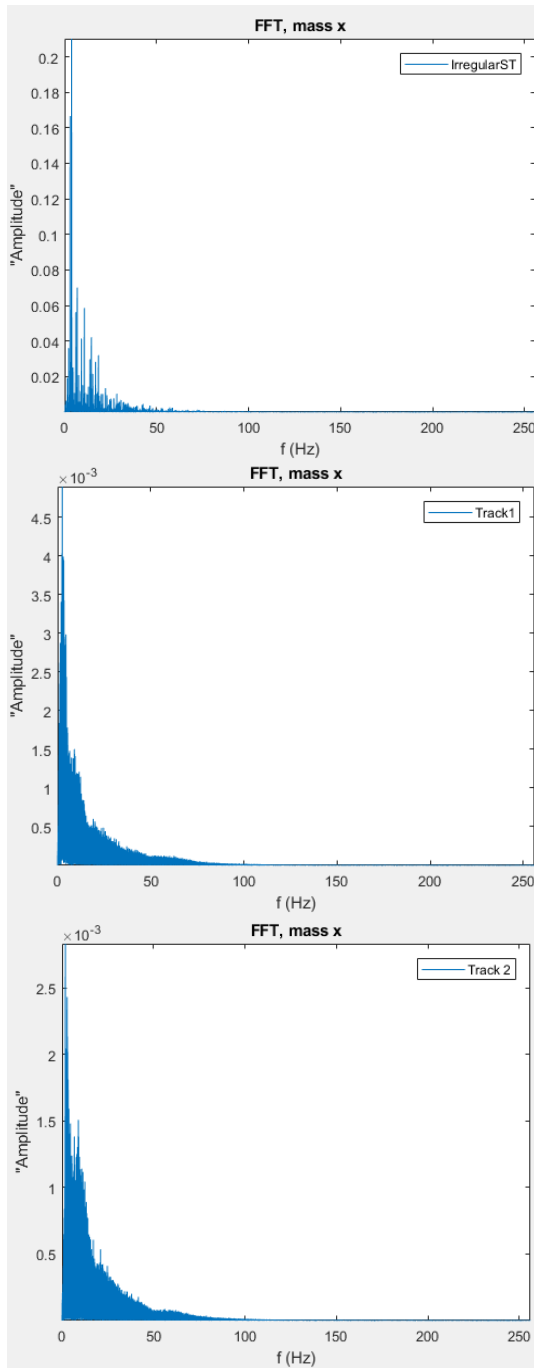 FFT, mass x
IrregularST
0.2
0.18
0.16
0.14
0.12
0.1
0.08
0.06
0.04
0.02
"Amplitude"
0 50 100 150 200 250
f (Hz)
FFT, mass x
×10^-3
Track1
4.5
4
3.5
3
2.5
2
1.5
1
0.5
"Amplitude"
0 50 100 150 200 250
f (Hz)
FFT, mass x
×10^-3
Track 2
2.5
2
1.5
1
0.5
"Amplitude"
0 50 100 150 200 250
f (Hz)